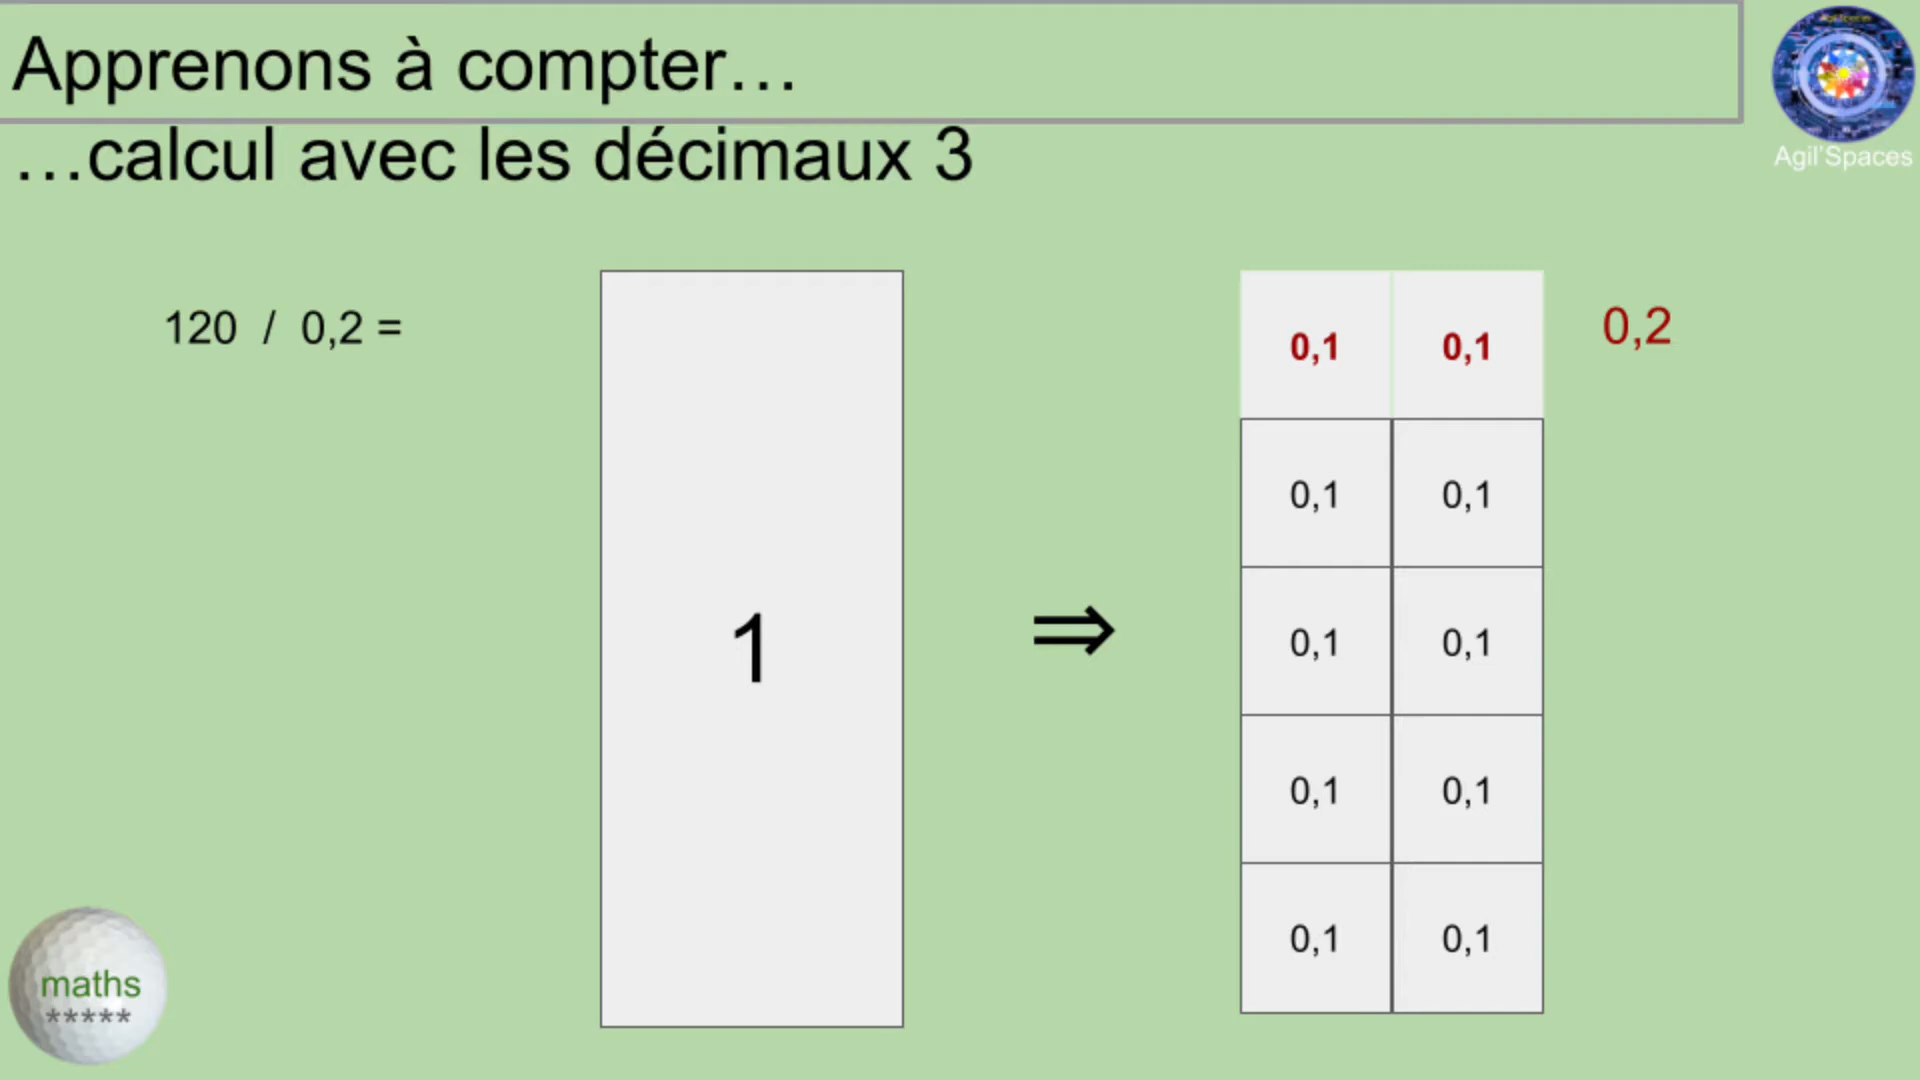 Apprenons à compter…
…calcul avec les décimaux 3
Agil'Spaces
120 / 0,2 =
1
⇒
0,1 0,1 0,2
0,1 0,1
0,1 0,1
0,1 0,1
0,1 0,1
maths
*****